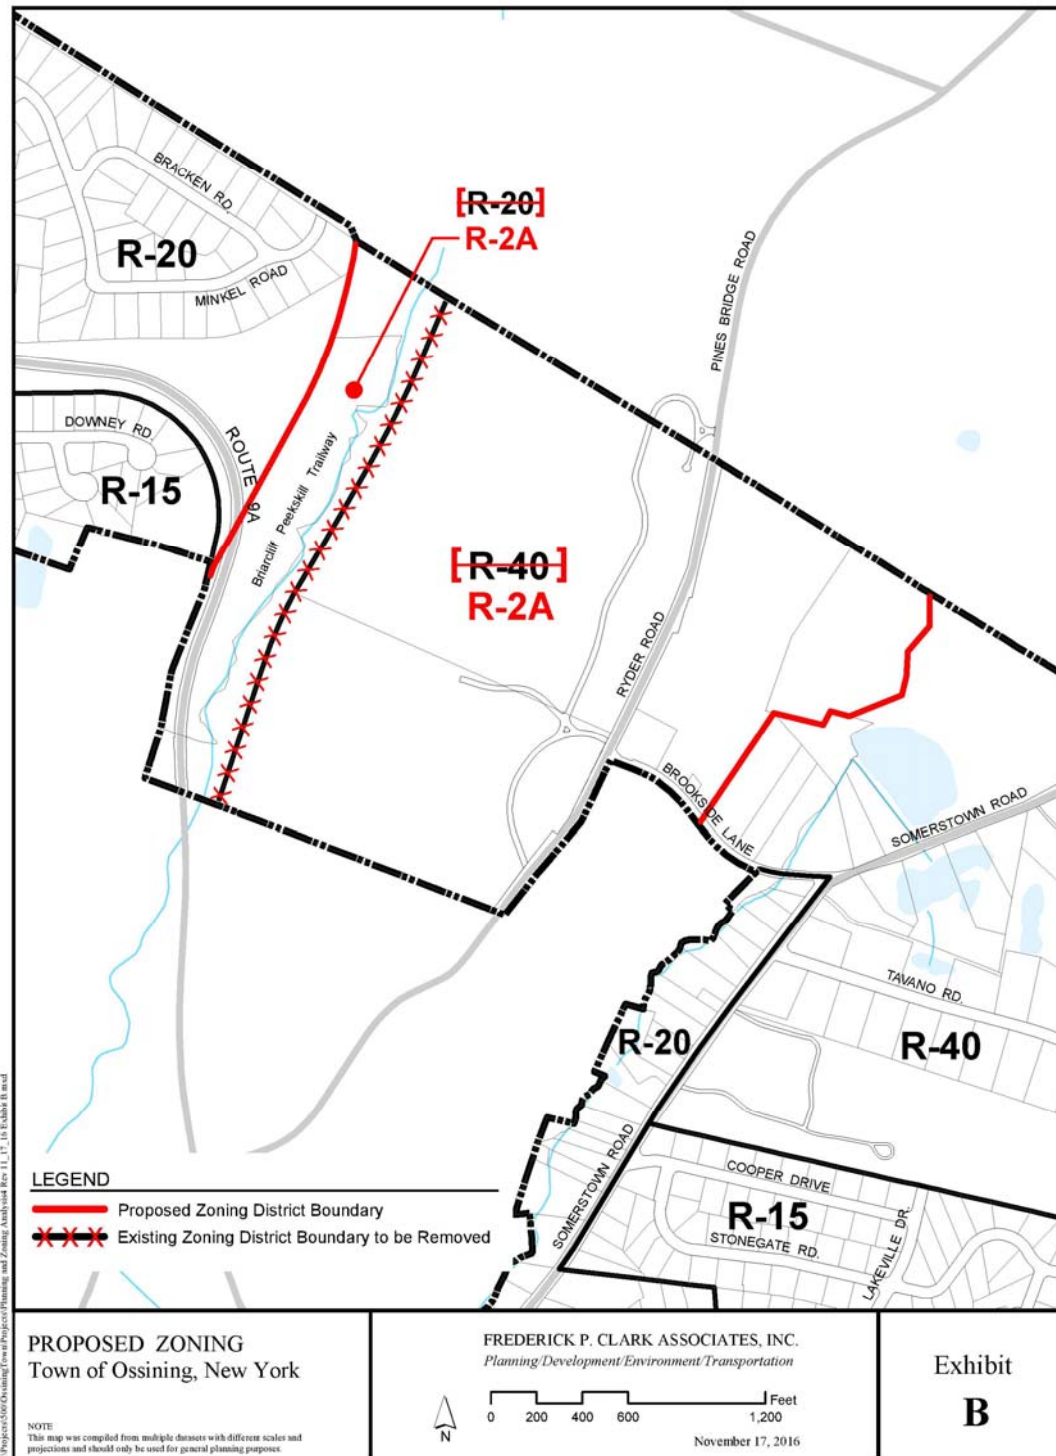 BRACKEN RD.
[R-20]
R-2A
R-20
MINKEL ROAD
PINES BRIDGE ROAD
DOWNEY RD.
ROUTE 9A
R-15
Briarcliff Peekskill Trailway
[R-40]
R-2A
RYDER ROAD
BROOKSIDE LANE
SOMERSTOWN ROAD
TAVANO RD.
R-20
R-40
SOMERSTOWN ROAD
COOPER DRIVE
R-15
STONEGATE RD.
LAKEVILLE DR.
LEGEND
Proposed Zoning District Boundary
Existing Zoning District Boundary to be Removed
PROPOSED ZONING
Town of Ossining, New York
NOTE
This map was compiled from multiple datasets with different scales and
projections and should only be used for general planning purposes.
FREDERICK P. CLARK ASSOCIATES, INC.
Planning/Development/Environment/Transportation
Feet
0 200 400 600 1,200
N
November 17, 2016
Exhibit
B